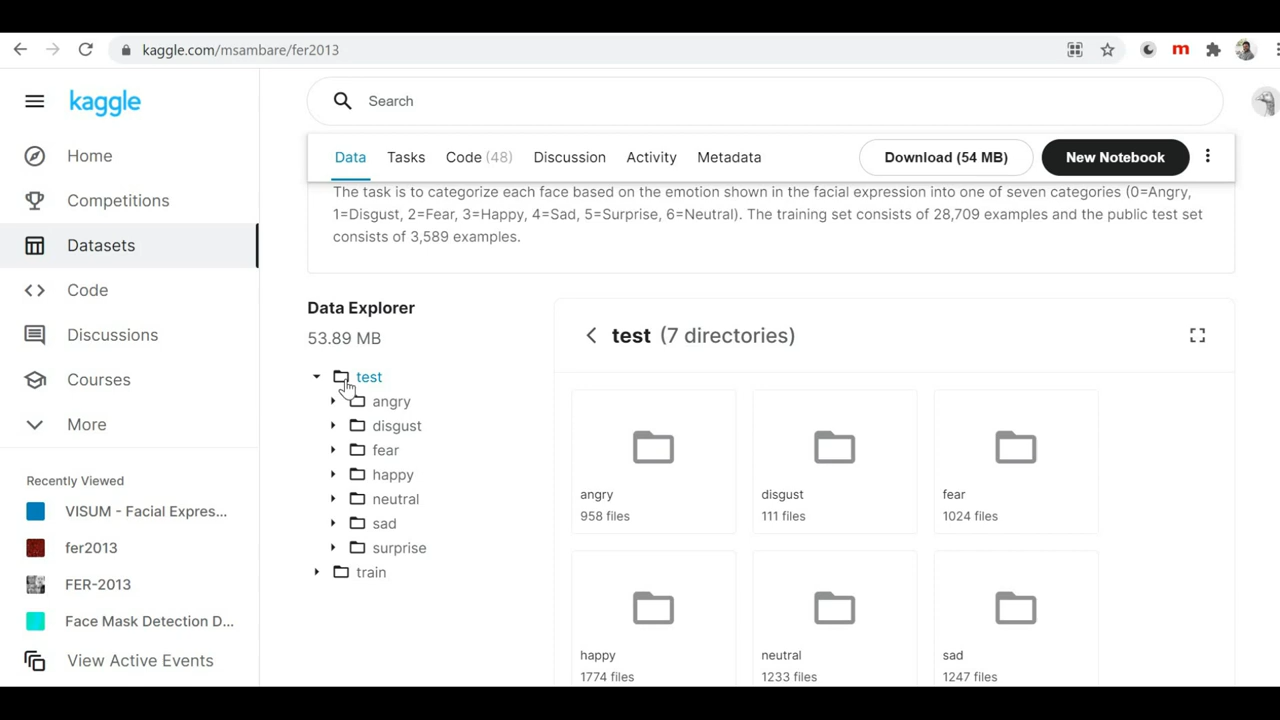 kaggle.com/msambare/fer2013
m
kaggle
Search
Home
Competitions
Datasets
Code
Discussions
Courses
More
Recently Viewed
VISUM - Facial Expres...
fer2013
FER-2013
Face Mask Detection D...
View Active Events
Data Tasks Code (48) Discussion Activity Metadata Download (54 MB) New Notebook
The task is to categorize each face based on the emotion shown in the facial expression into one of seven categories (0=Angry,
1=Disgust, 2=Fear, 3=Happy, 4=Sad, 5=Surprise, 6=Neutral). The training set consists of 28,709 examples and the public test set
consists of 3,589 examples.
Data Explorer
53.89 MB
test
angry
disgust
fear
happy
neutral
sad
surprise
train
test (7 directories)
angry
958 files
disgust
111 files
fear
1024 files
happy
1774 files
neutral
1233 files
sad
1247 files